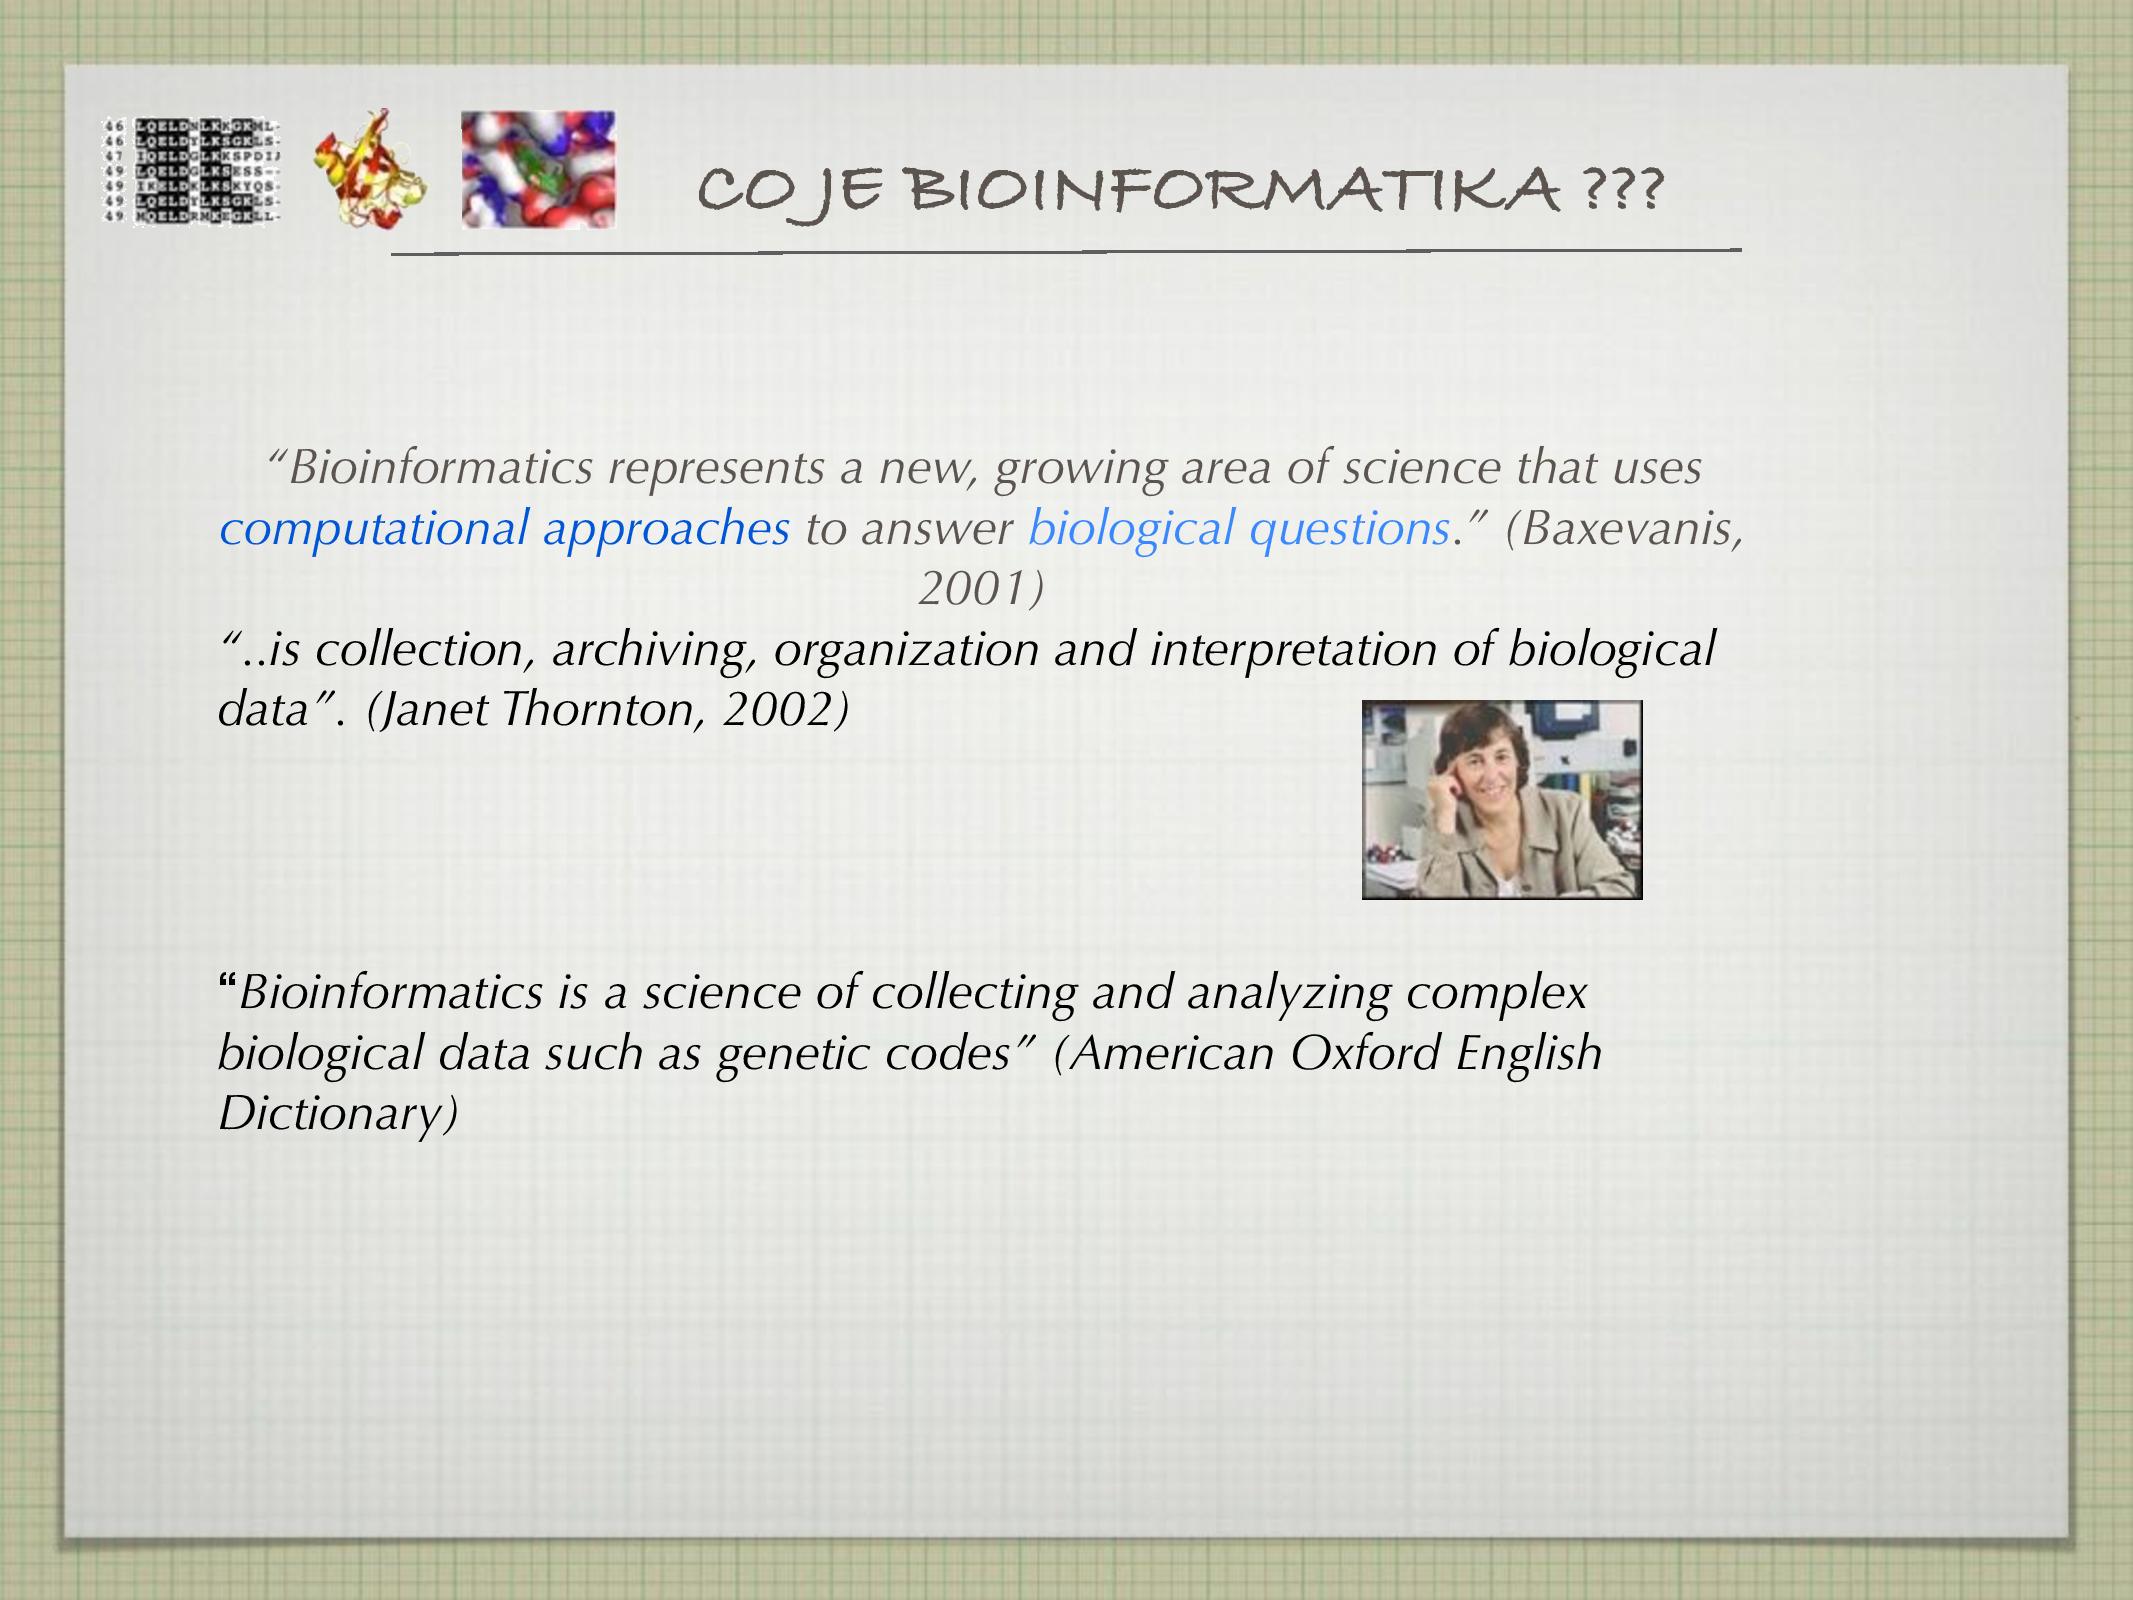 46 LQELDNLKKGKML-
46 LQELDYLKSGKLS-
47 IQELDGLKKSPDIJ
49 LQELDGLKSESS--
49 IKELDKLKSKYQS-
49 LQELDYLKSGKLS-
49 MQELDRMKEGKLL-
CO JE BIOINFORMATIKA ???
“Bioinformatics represents a new, growing area of science that uses
computational approaches to answer biological questions.” (Baxevanis,
2001)
“..is collection, archiving, organization and interpretation of biological
data”. (Janet Thornton, 2002)
“Bioinformatics is a science of collecting and analyzing complex
biological data such as genetic codes” (American Oxford English
Dictionary)